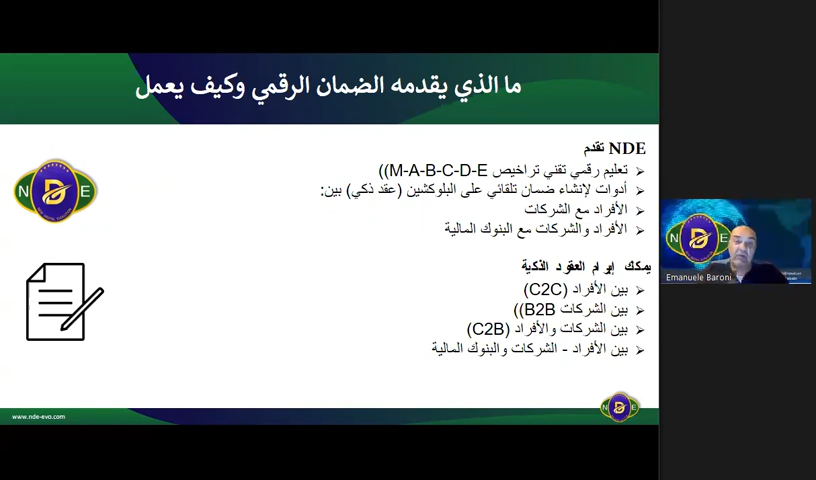 ما الذي يقدمه الضمان الرقمي وكيف يعمل
NDE تقدم
تعليم رقمي تقني تراخيص M-A-B-C-D-E))
أدوات لإنشاء ضمان تلقائي على البلوكشين (عقد ذكي) بين:
الأفراد مع الشركات
الأفراد والشركات مع البنوك المالية
يمكنك إبرام العقود الذكية
بين الأفراد (C2C)
بين الشركات B2B))
بين الشركات والأفراد (C2B)
بين الأفراد - الشركات والبنوك المالية
N D E
N D E
Emanuele Baroni
N D E
www.nde-evo.com